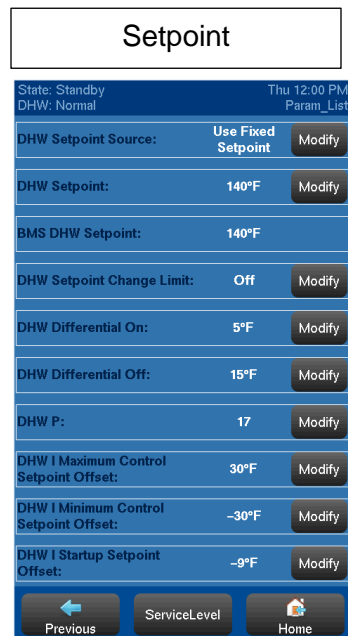 Setpoint
State: Standby
Thu 12:00 PM
DHW: Normal
Param_List
DHW Setpoint Source:
Use Fixed
Setpoint
Modify
DHW Setpoint:
140°F
Modify
BMS DHW Setpoint:
140°F
DHW Setpoint Change Limit:
Off
Modify
DHW Differential On:
5°F
Modify
DHW Differential Off:
15°F
Modify
DHW P:
17
Modify
DHW I Maximum Control
Setpoint Offset:
30°F
Modify
DHW I Minimum Control
Setpoint Offset:
–30°F
Modify
DHW I Startup Setpoint
Offset:
–9°F
Modify
Previous
ServiceLevel
Home